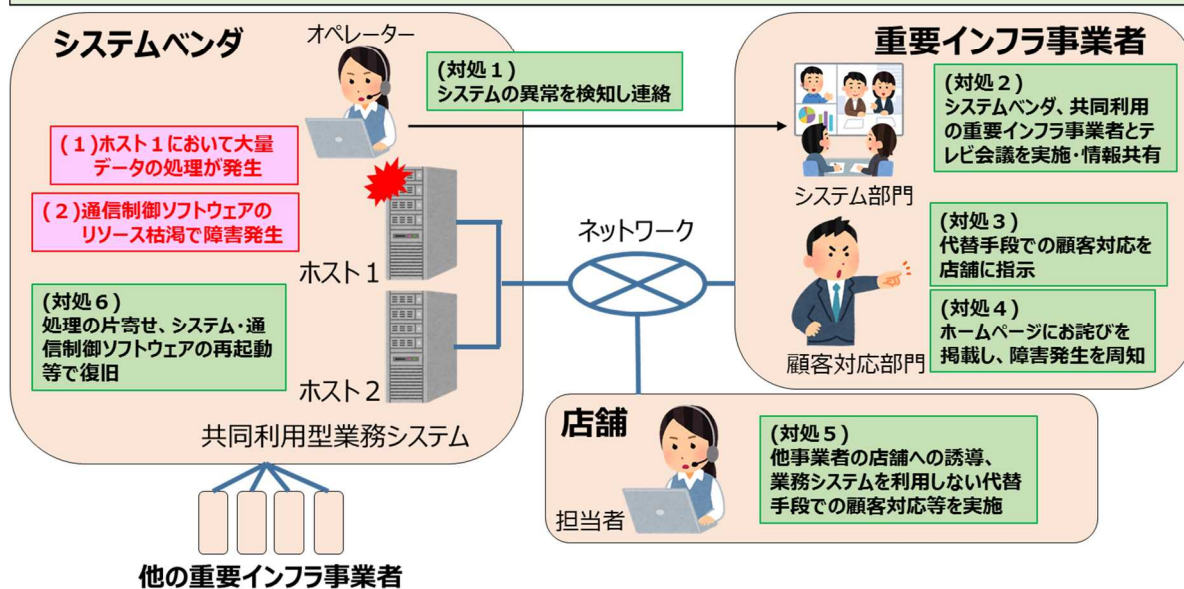 システムベンダ
オペレーター
(対処１)
システムの異常を検知し連絡
(１)ホスト１において大量
データの処理が発生
(２)通信制御ソフトウェアの
リソース枯渇で障害発生
(対処６)
処理の片寄せ、システム・通
信制御ソフトウェアの再起動
等で復旧
ホスト１
ホスト２
共同利用型業務システム
他の重要インフラ事業者
ネットワーク
重要インフラ事業者
(対処２)
システムベンダ、共同利用
の重要インフラ事業者とテ
レビ会議を実施・情報共有
システム部門
(対処３)
代替手段での顧客対応を
店舗に指示
(対処４)
ホームページにお詫びを
掲載し、障害発生を周知
顧客対応部門
店舗
(対処５)
他事業者の店舗への誘導、
業務システムを利用しない代替
手段での顧客対応等を実施
担当者